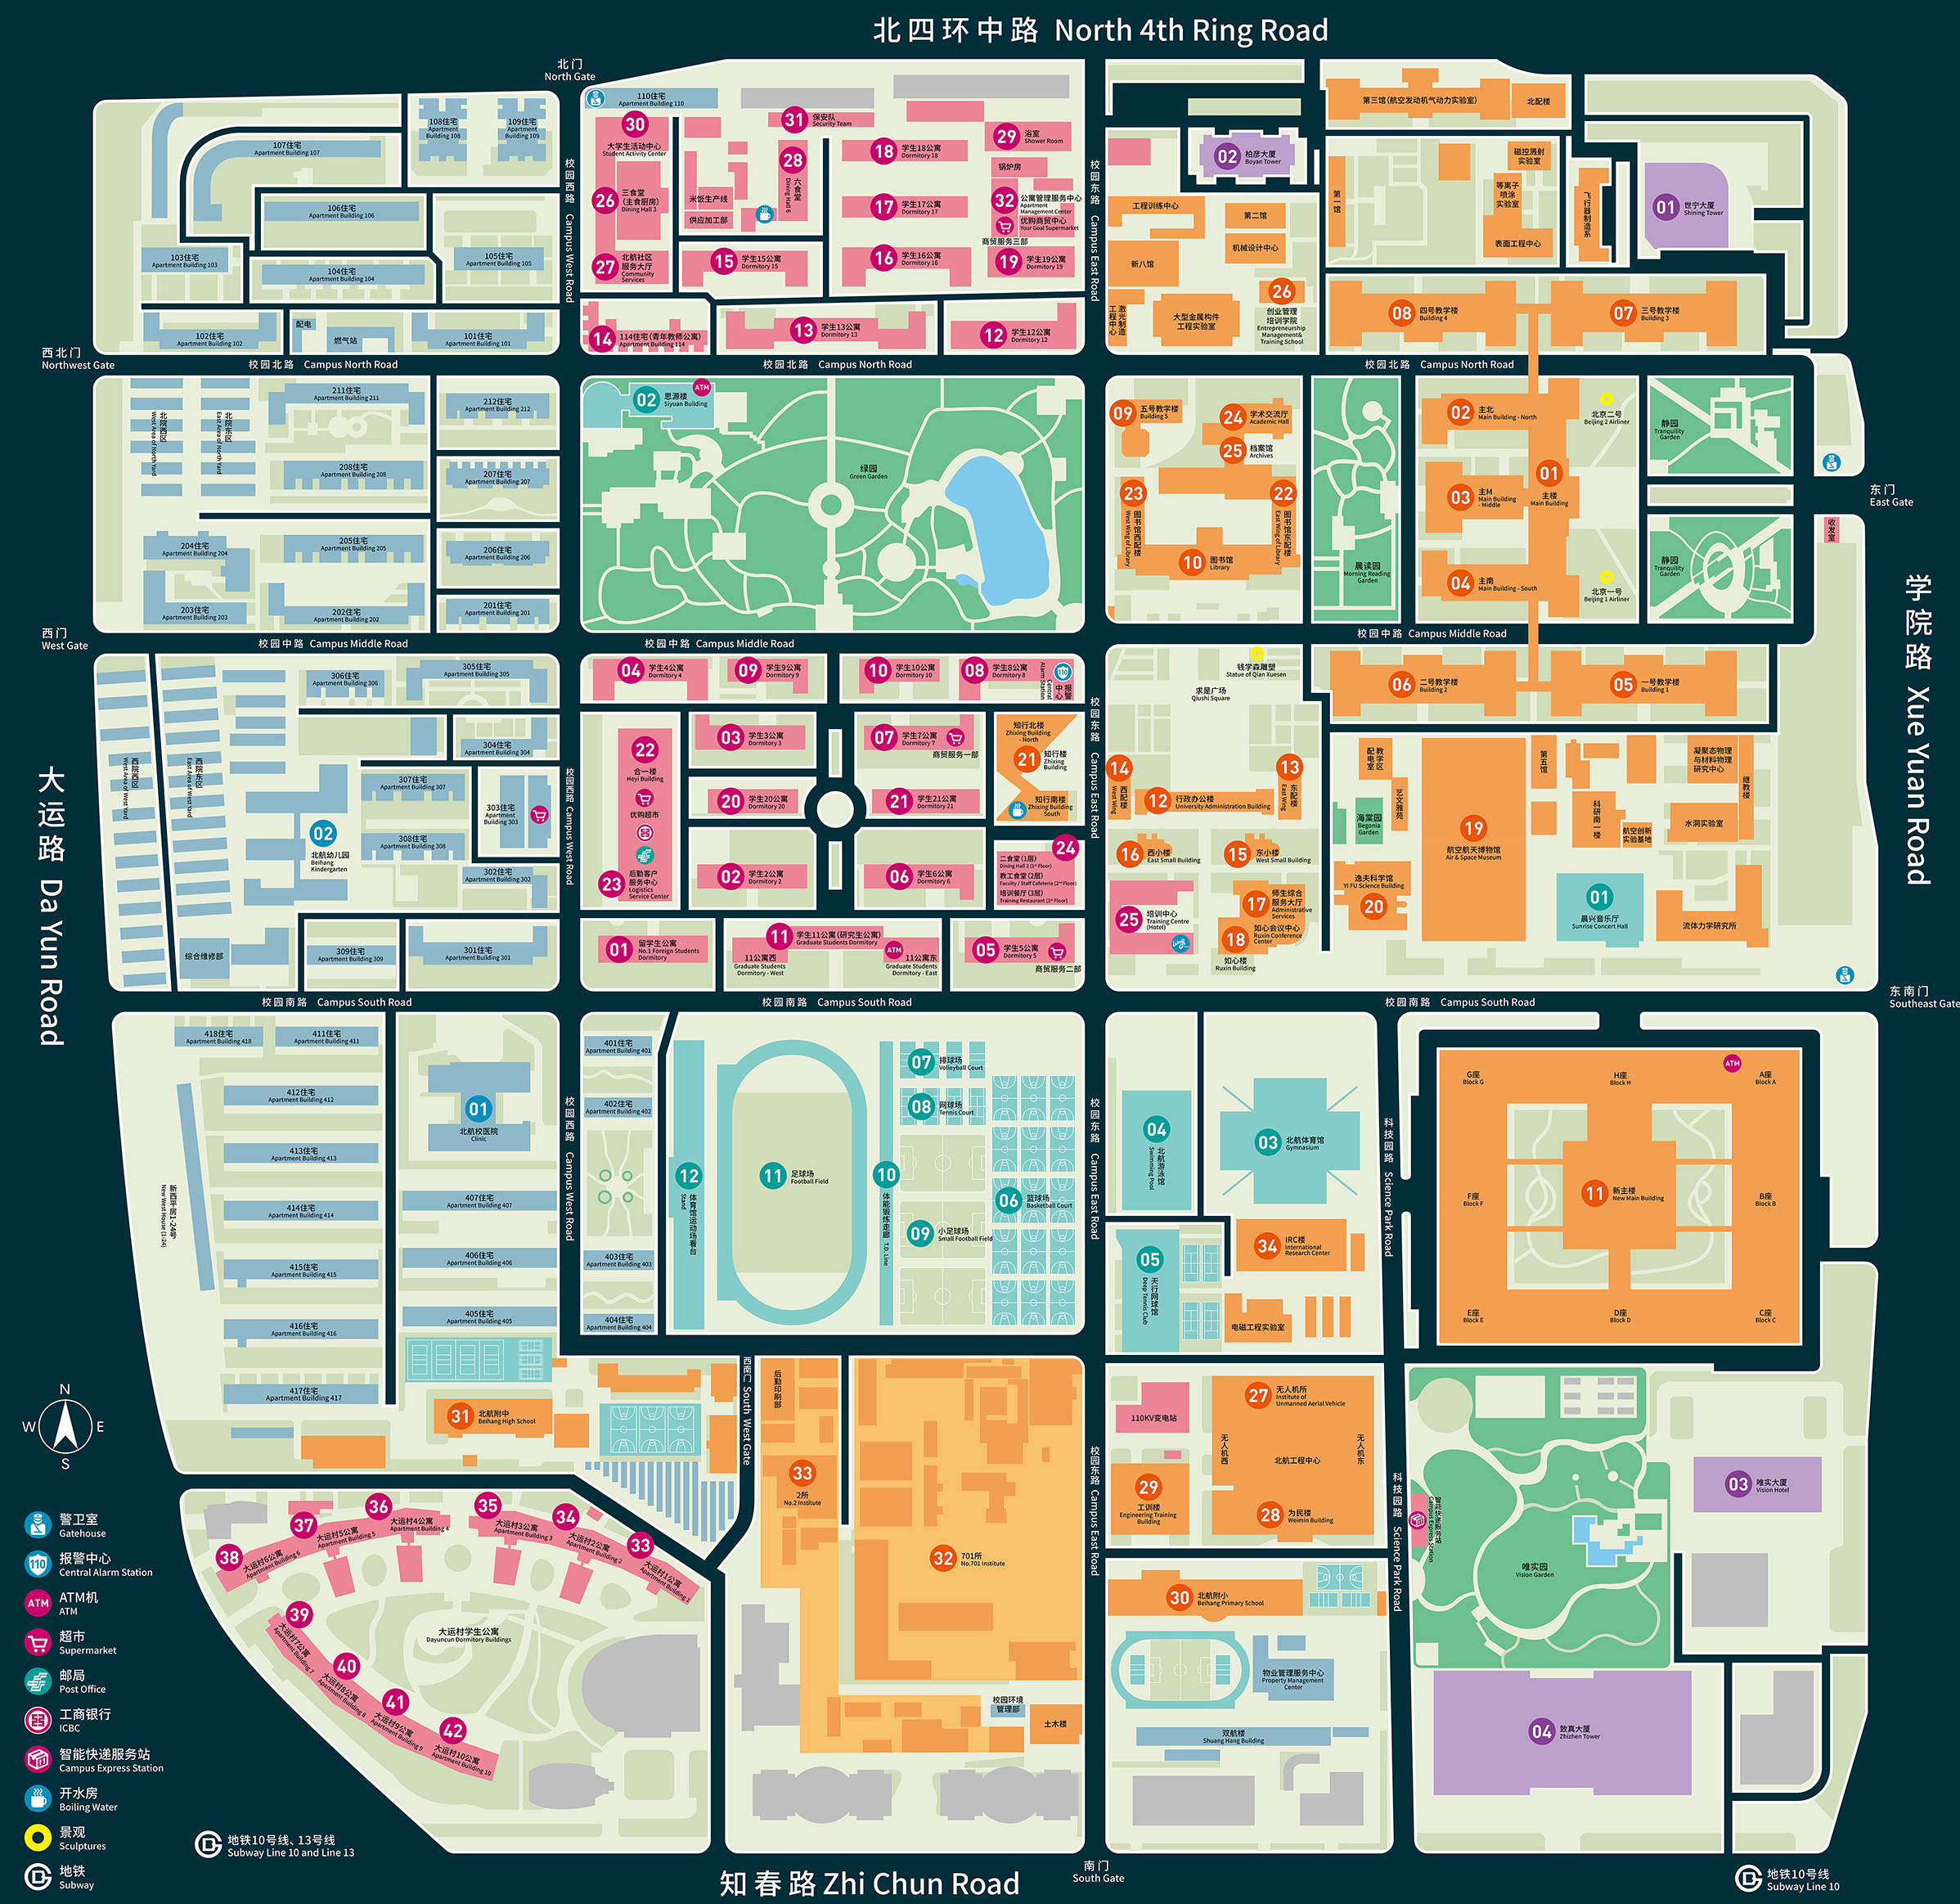 北四环中路 North 4th Ring Road
北门
North Gate
107住宅
Apartment Building 107
108住宅
Apartment
Building
108
109住宅
Apartment
Building
109
106住宅
Apartment Building 106
103住宅
Apartment Building 103
104住宅
Apartment Building 104
105住宅
Apartment Building 105
102住宅
Apartment Building 102
配电
燃气站
101住宅
Apartment Building 101
校园西路 Campus West Road
110住宅
Apartment Building 110
30
大学生活动中心
Student Activity Center
31
保安队
Security Team
28
六食堂
Dining Hall 6
26
三食堂
(主食厨房)
Dining Hall 3
米饭生产线
供应加工部
27
北航社区
服务大厅
Community
Services
18
学生18公寓
Dormitory 18
29
浴室
Shower Room
锅炉房
17
学生17公寓
Dormitory 17
32
公寓管理服务中心
Apartment
Management Center
优购商贸中心
Your Goal Supermarket
商贸服务三部
15
学生15公寓
Dormitory 15
16
学生16公寓
Dormitory 16
19
学生19公寓
Dormitory 19
14
114住宅(青年教师公寓)
Apartment Building 114
13
学生13公寓
Dormitory 13
12
学生12公寓
Dormitory 12
校园东路 Campus East Road
02
柏彦大厦
Boyan Tower
第三馆(航空发动机气动力实验室)
北配楼
工程训练中心
第二馆
机械设计中心
新八馆
激光制造
工程中心
大型金属构件
工程实验室
26
创业管理
培训学院
Entrepreneurship
Management&
Training School
第一馆
磁控溅射
实验室
等离子
喷涂
实验室
表面工程中心
飞行器制造系
01
世宁大厦
Shining Tower
08
四号教学楼
Building 4
07
三号教学楼
Building 3
西北门
Northwest Gate
校园北路 Campus North Road
校园北路 Campus North Road
校园北路 Campus North Road
北院西区
West Area of North Yard
北院东区
East Area of North Yard
211住宅
Apartment Building 211
212住宅
Apartment Building 212
208住宅
Apartment Building 208
207住宅
Apartment Building 207
204住宅
Apartment Building 204
205住宅
Apartment Building 205
206住宅
Apartment Building 206
203住宅
Apartment Building 203
202住宅
Apartment Building 202
201住宅
Apartment Building 201
02
思源楼
Siyuan Building
ATM
绿园
Green Garden
09
五号教学楼
Building 5
24
学术交流厅
Academic Hall
25
档案馆
Archives
23
图书馆西配楼
West Wing of Library
22
图书馆东配楼
East Wing of Library
10
图书馆
Library
晨读园
Morning Reading
Garden
02
主北
Main Building - North
03
主M
Main Building
- Middle
01
主楼
Main Building
04
主南
Main Building - South
北京二号
Beijing 2 Airliner
北京一号
Beijing 1 Airliner
静园
Tranquility
Garden
静园
Tranquility
Garden
东门
East Gate
收发室
学院路 Xue Yuan Road
西门
West Gate
校园中路 Campus Middle Road
校园中路 Campus Middle Road
校园中路 Campus Middle Road
大运路 Da Yun Road
西院西区
West Area of West Yard
西院东区
East Area of West Yard
306住宅
Apartment Building 306
305住宅
Apartment Building 305
304住宅
Apartment Building 304
307住宅
Apartment Building 307
303住宅
Apartment
Building 303
02
北航幼儿园
Beihang
Kindergarten
308住宅
Apartment Building 308
302住宅
Apartment Building 302
综合维修部
309住宅
Apartment Building 309
301住宅
Apartment Building 301
校园西路 Campus West Road
04
学生4公寓
Dormitory 4
09
学生9公寓
Dormitory 9
10
学生10公寓
Dormitory 10
08
学生8公寓
Dormitory 8
报警中心
Central
Alarm Station
110
22
合一楼
Heyi Building
优购超市
23
后勤客户
服务中心
Logistics
Service Center
03
学生3公寓
Dormitory 3
07
学生7公寓
Dormitory 7
商贸服务一部
知行北楼
Zhixing Building
- North
21
知行楼
Zhixing
Building
知行南楼
Zhixing Building
South
20
学生20公寓
Dormitory 20
21
学生21公寓
Dormitory 21
02
学生2公寓
Dormitory 2
06
学生6公寓
Dormitory 6
24
二食堂 (1层)
Dining Hall 2 (1st Floor)
教工食堂 (2层)
Faculty / Staff Cafeteria (2nd Floor)
培训餐厅 (3层)
Training Restaurant (3rd Floor)
01
留学生公寓
No.1 Foreign Students
Dormitory
11
学生11公寓 (研究生公寓)
Graduate Students Dormitory
11公寓西
Graduate Students
Dormitory - West
ATM
11公寓东
Graduate Students
Dormitory - East
05
学生5公寓
Dormitory 5
商贸服务二部
校园东路 Campus East Road
钱学森雕塑
Statue of Qian Xuesen
求是广场
Qiushi Square
14
西配楼
West Wing
12
行政办公楼
University Administration Building
13
东配楼
East Wing
16
西小楼
East Small Building
15
东小楼
West Small Building
25
培训中心
Training Centre
(Hotel)
17
师生综合
服务大厅
Administrative
Services
18
如心会议中心
Ruxin Conference
Center
如心楼
Ruxin Building
06
二号教学楼
Building 2
05
一号教学楼
Building 1
教学区
配电室
艺文雅苑
海棠园
Begonia
Garden
19
航空航天博物馆
Air & Space Museum
逸夫科学馆
YI FU Science Building
20
第五馆
凝聚态物理
与材料物理
研究中心
继教楼
科研南一楼
航空创新
实验基地
水洞实验室
01
晨兴音乐厅
Sunrise Concert Hall
流体力学研究所
东南门
Southeast Gate
校园南路 Campus South Road
校园南路 Campus South Road
校园南路 Campus South Road
418住宅
Apartment Building 418
411住宅
Apartment Building 411
412住宅
Apartment Building 412
413住宅
Apartment Building 413
414住宅
Apartment Building 414
415住宅
Apartment Building 415
416住宅
Apartment Building 416
417住宅
Apartment Building 417
新西平房1-24号
New West House (1-24)
01
北航校医院
Clinic
407住宅
Apartment Building 407
406住宅
Apartment Building 406
405住宅
Apartment Building 405
校园西路 Campus West Road
401住宅
Apartment Building 401
402住宅
Apartment Building 402
403住宅
Apartment Building 403
404住宅
Apartment Building 404
12
体育馆运动场看台
Stand
11
足球场
Football Field
10
体能锻炼走廊 T.D. Line
07
排球场
Volleyball Court
08
网球场
Tennis Court
06
篮球场
Basketball Court
09
小足球场
Small Football Field
校园东路 Campus East Road
04
北航游泳馆
Swimming Pool
03
北航体育馆
Gymnasium
05
天行网球馆
Deep Tennis Club
34
IRC楼
International
Research Center
电磁工程实验室
科技园路 Science Park Road
G座
Block G
H座
Block H
ATM
A座
Block A
F座
Block F
11
新主楼
New Main Building
B座
Block B
E座
Block E
D座
Block D
C座
Block C
31
北航附中
Beihang High School
西南门 South West Gate
后勤印刷部
33
2所
No.2 Institute
32
701所
No.701 Institute
校园环境
管理部
土木楼
校园东路 Campus East Road
110KV变电站
27
无人机所
Institute of
Unmanned Aerial Vehicle
无人机西
北航工程中心
无人机东
29
工训楼
Engineering Training
Building
28
为民楼
Weimin Building
30
北航附小
Beihang Primary School
物业管理服务中心
Property Management
Center
双航楼
Shuang Hang Building
科技园路 Science Park Road
智能快递服务站
Campus Express Station
唯实园
Vision Garden
03
唯实大厦
Vision Hotel
04
致真大厦
Zhizhen Tower
38
大运村6公寓
Apartment Building 6
37
大运村5公寓
Apartment Building 5
36
大运村4公寓
Apartment Building 4
35
大运村3公寓
Apartment Building 3
34
大运村2公寓
Apartment Building 2
33
大运村1公寓
Apartment Building 1
39
大运村7公寓
Apartment Building 7
40
大运村8公寓
Apartment Building 8
41
大运村9公寓
Apartment Building 9
42
大运村10公寓
Apartment Building 10
大运村学生公寓
Dayuncun Dormitory Buildings
N
W E
S
警卫室
Gatehouse
110
报警中心
Central Alarm Station
ATM
ATM机
ATM
超市
Supermarket
邮局
Post Office
工商银行
ICBC
智能快递服务站
Campus Express Station
开水房
Boiling Water
景观
Sculptures
地铁
Subway
地铁10号线、13号线
Subway Line 10 and Line 13
知春路 Zhi Chun Road
南门
South Gate
地铁10号线
Subway Line 10